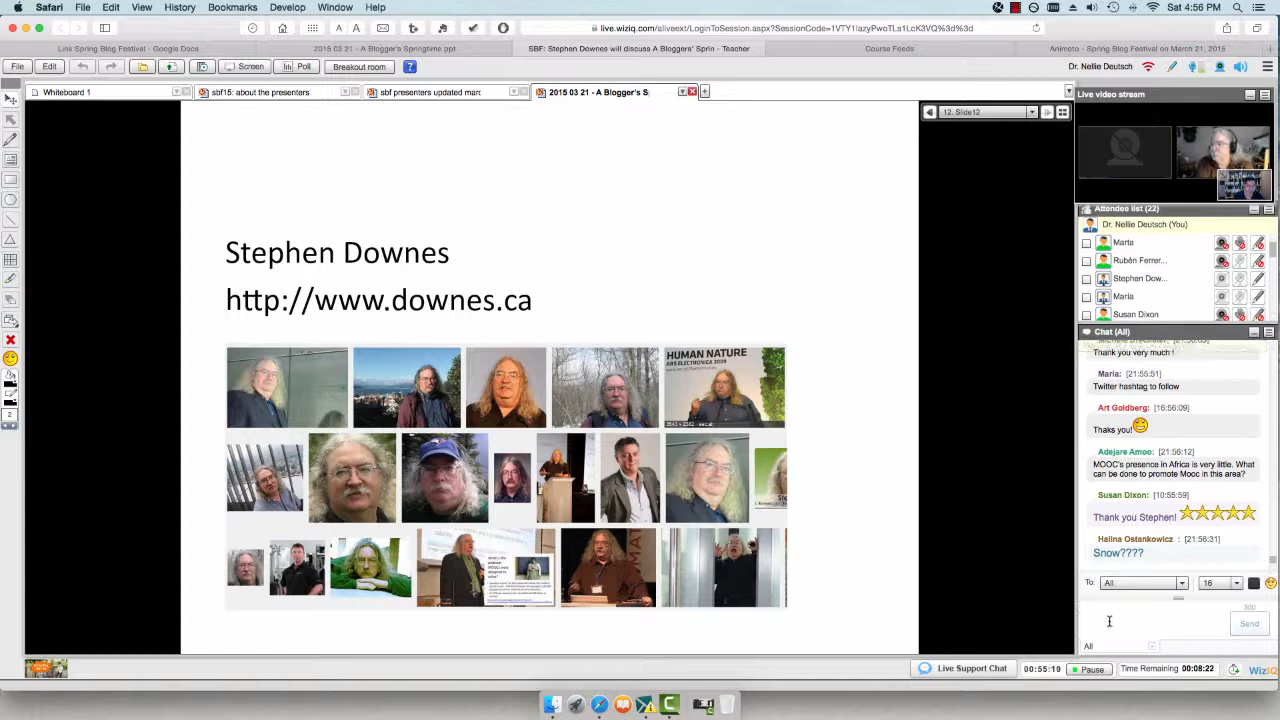 Safari File Edit View History Bookmarks Develop Window Help
Sat 4:56 PM
live.wiziq.com/aliveext/LoginToSession.aspx?SessionCode=
Link Spring Blog Festival - Google Docs
2015 03 21 - A Blogger's Springtime.ppt
SBF: Stephen Downes will discuss A Bloggers' Sprin - Teacher
Course Feeds
Animoto - Spring Blog Festival on March 21, 2015
File Edit Screen Poll Breakout room ?
Dr. Nellie Deutsch
Whiteboard 1
sbf15: about the presenters
sbf presenters updated marc
2015 03 21 - A Blogger's S
12. Slide12
Stephen Downes
http://www.downes.ca
HUMAN NATURE
ARS ELECTRONICA 2009
Live video stream
Attendee list (22)
Dr. Nellie Deutsch (You)
Marta
Rubén Ferrer...
Stephen Dow...
María
Susan Dixon
Chat (All)
Thank you very much !
María: [21:55:51]
Twitter hashtag to follow
Art Goldberg: [16:56:09]
Thaks you!
Adejare Amoo: [21:56:12]
MOOC's presence in Africa is very little. What
can be done to promote Mooc in this area?
Susan Dixon: [10:55:59]
Thank you Stephen!
Halina Ostankowicz : [21:56:31]
Snow????
To: All
300
Send
All
2
Live Support Chat
00:55:19
Pause
Time Remaining 00:08:22
WizIQ